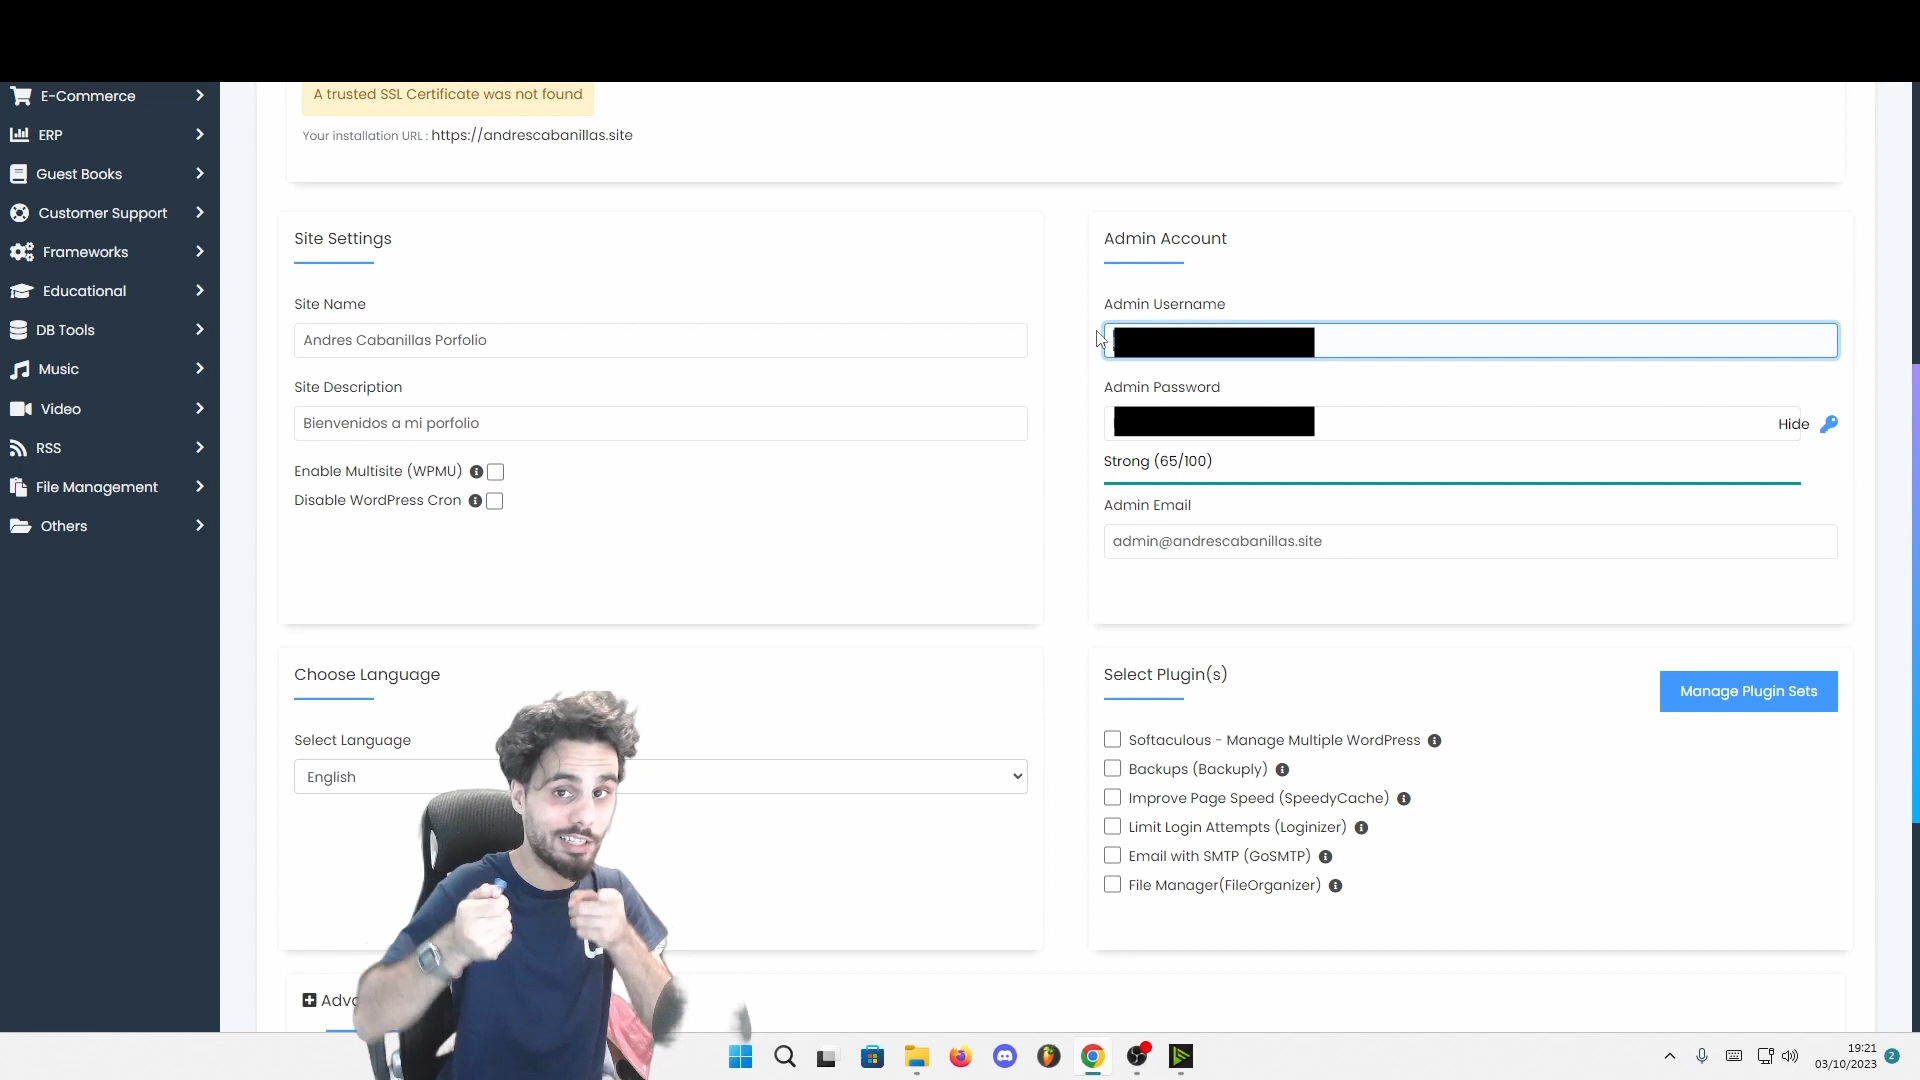 E-Commerce
A trusted SSL Certificate was not found
ERP
Your installation URL : https://andrescabanillas.site
Guest Books
Customer Support
Frameworks
Educational
DB Tools
Music
Video
RSS
File Management
Others
Site Settings
Site Name
Andres Cabanillas Porfolio
Site Description
Bienvenidos a mi porfolio
Enable Multisite (WPMU)
Disable WordPress Cron
Admin Account
Admin Username
Admin Password
Hide
Strong (65/100)
Admin Email
admin@andrescabanillas.site
Choose Language
Select Language
English
Select Plugin(s)
Manage Plugin Sets
Softaculous - Manage Multiple WordPress
Backups (Backuply)
Improve Page Speed (SpeedyCache)
Limit Login Attempts (Loginizer)
Email with SMTP (GoSMTP)
File Manager(FileOrganizer)
19:21
03/10/2023
2